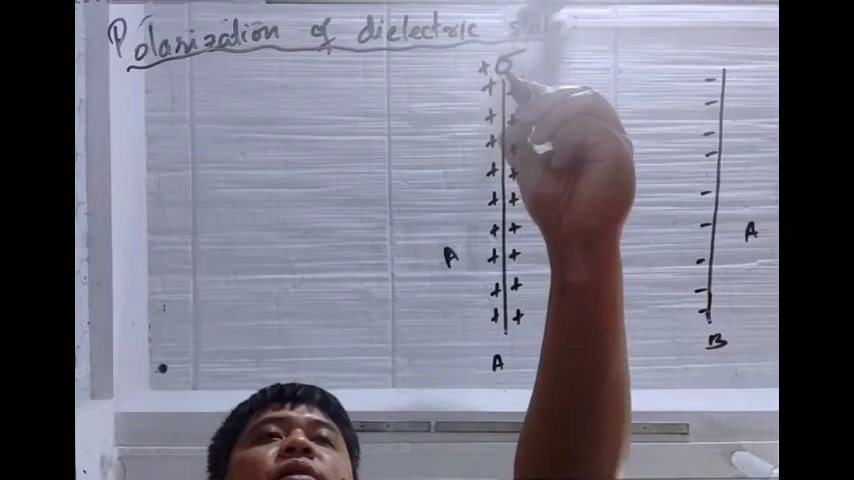 Polarization of dielectric
+ σ
+ -
+ + -
+ -
+ + -
+ + -
+ + - A
A + + -
+ + -
+ + -
A B